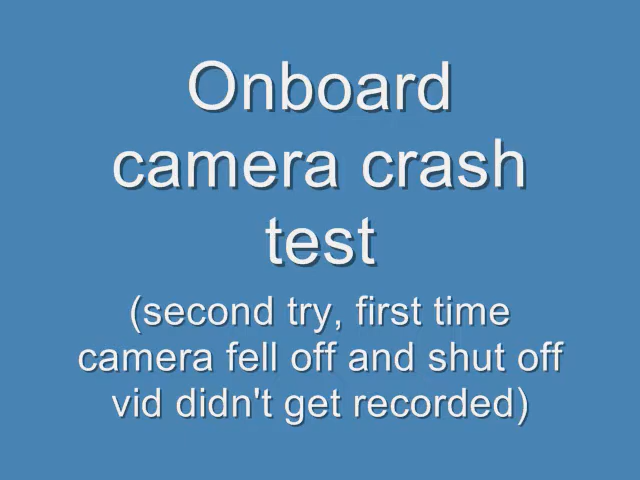 Onboard
camera crash
test
(second try, first time
camera fell off and shut off
vid didn't get recorded)